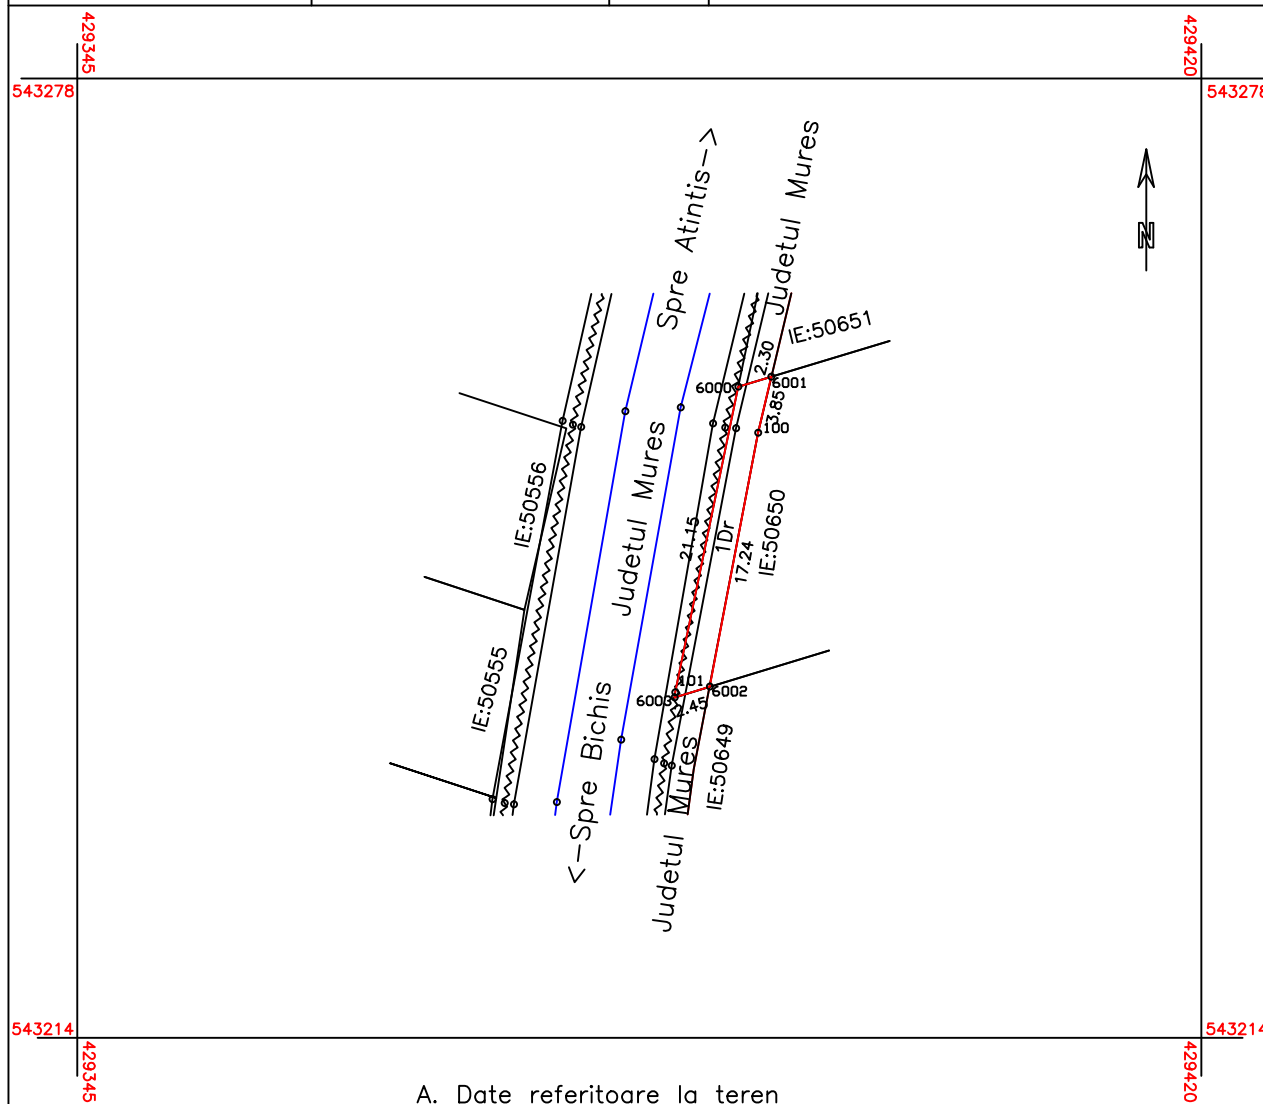 429345
429420
543278
543278
Spre Atintis-->
Judetul Mures
N
IE:50651
2.30
6000
6001
3.85
100
IE:50556
Judetul Mures
21.15
1Dr
17.24
IE:50650
IE:50555
101
6003
6002
2.45
<--Spre Bichis
Judetul Mures
IE:50649
543214
543214
429345
429420
A. Date referitoare la teren